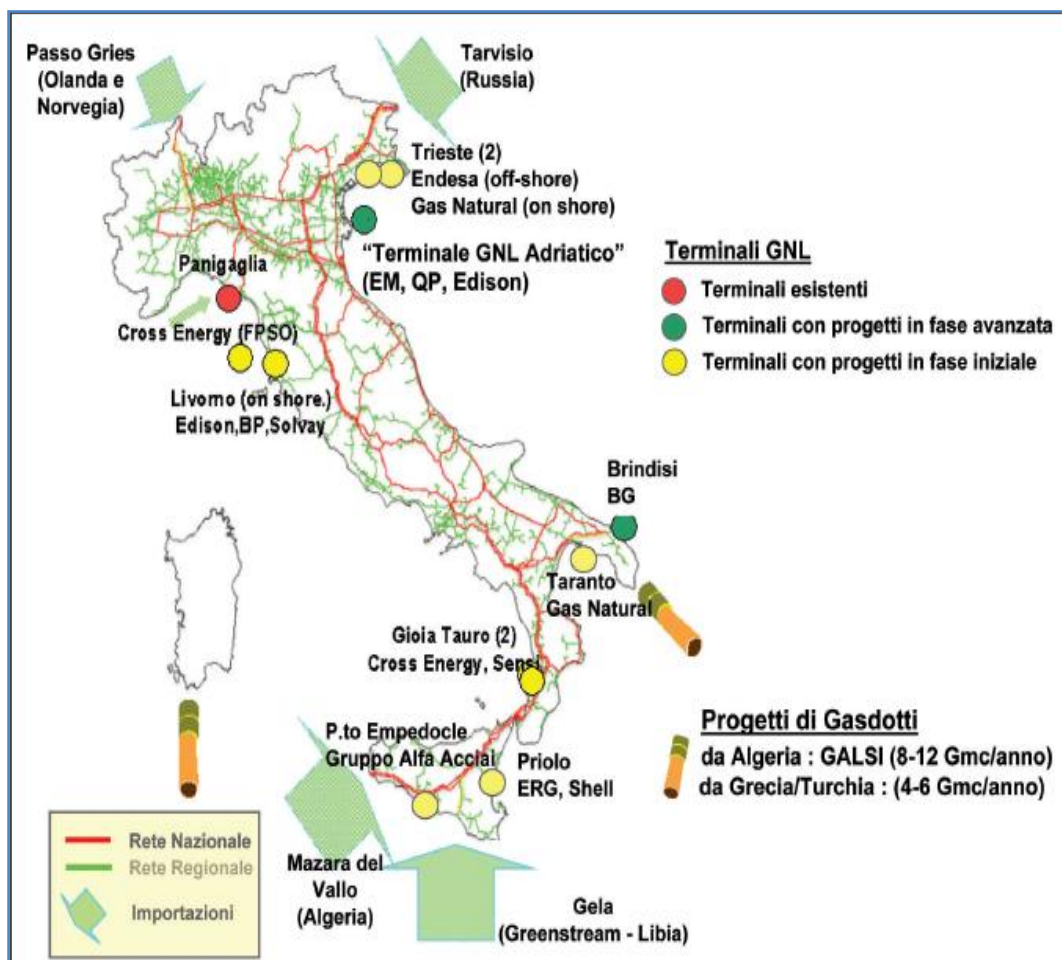 Passo Gries
(Olanda e
Norvegia)
Tarvisio
(Russia)
Trieste (2)
Endesa (off-shore)
Gas Natural (on shore)
“Terminale GNL Adriatico”
(EM, QP, Edison)
Panigaglia
Cross Energy (FPSO)
Livorno (on shore.)
Edison,BP,Solvay
Terminali GNL
Terminali esistenti
Terminali con progetti in fase avanzata
Terminali con progetti in fase iniziale
Brindisi
BG
Taranto
Gas Natural
Gioia Tauro (2)
Cross Energy, Sensi
P.to Empedocle
Gruppo Alfa Acciai
Priolo
ERG, Shell
Progetti di Gasdotti
da Algeria : GALSI (8-12 Gmc/anno)
da Grecia/Turchia : (4-6 Gmc/anno)
Rete Nazionale
Rete Regionale
Importazioni
Mazara del
Vallo
(Algeria)
Gela
(Greenstream - Libia)